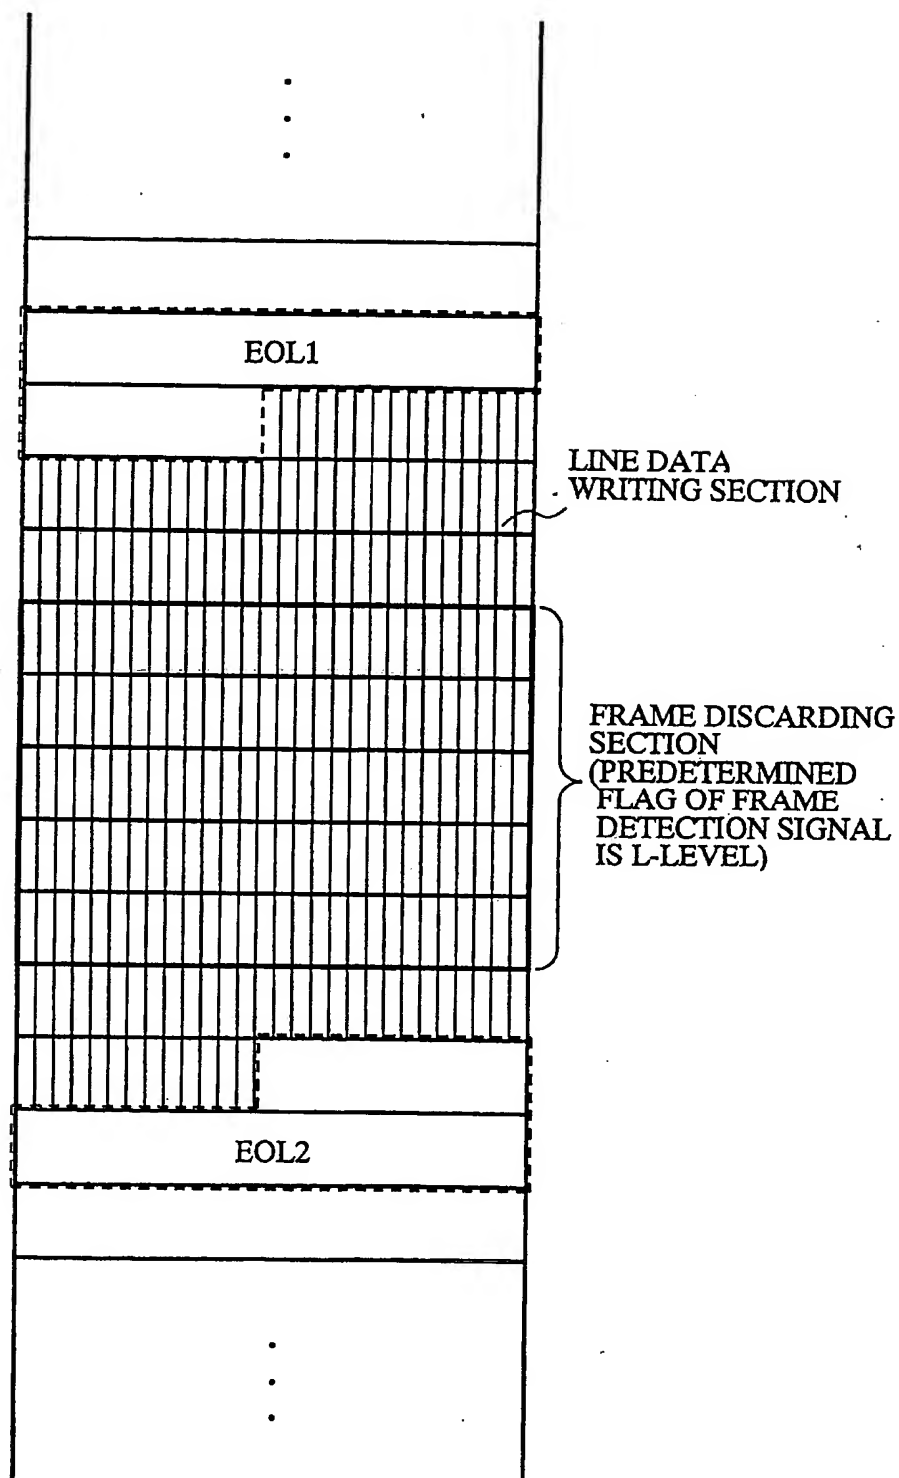 EOL1
LINE DATA
WRITING SECTION
FRAME DISCARDING
SECTION
(PREDETERMINED
FLAG OF FRAME
DETECTION SIGNAL
IS L-LEVEL)
EOL2